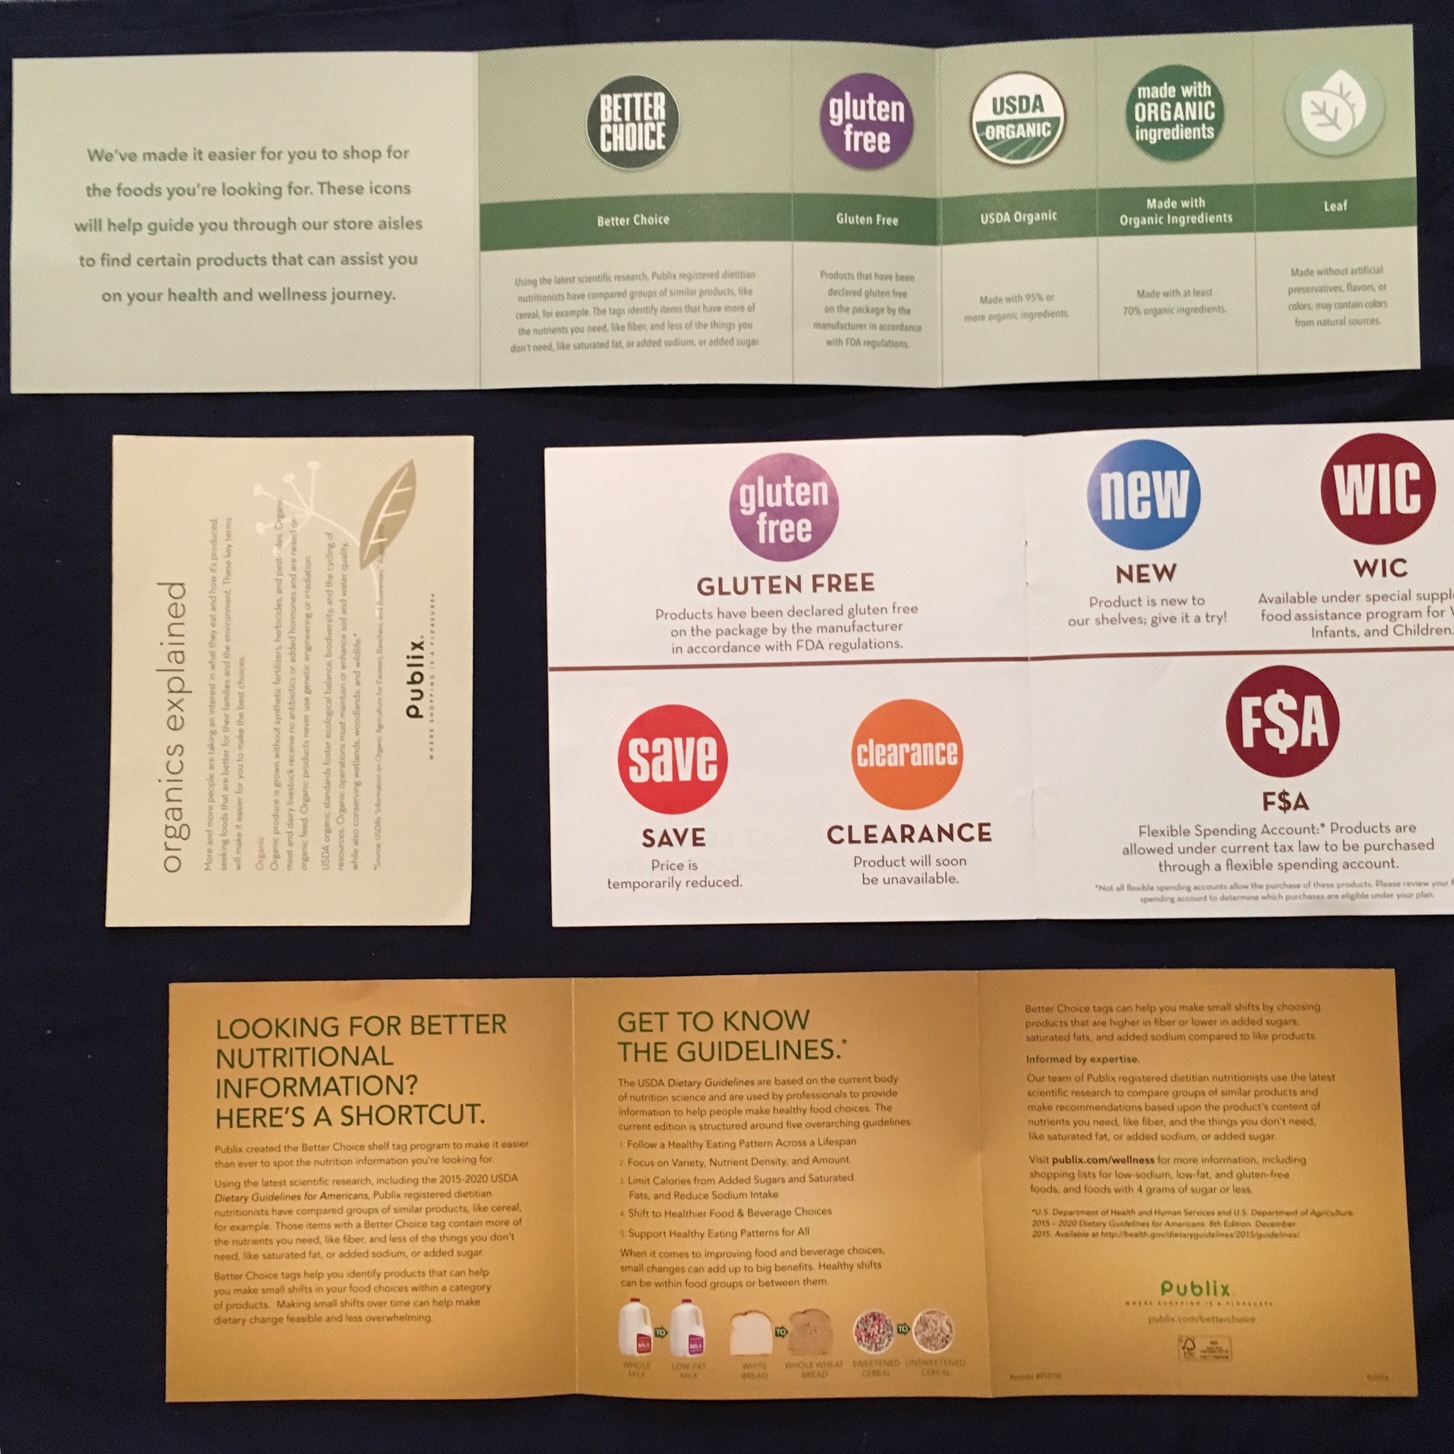 We've made it easier for you to shop for
the foods you're looking for. These icons
will help guide you through our store aisles
to find certain products that can assist you
on your health and wellness journey.
BETTER
CHOICE
Better Choice
Using the latest scientific research, Publix registered dietitian
nutritionists have compared groups of similar products, like
cereal, for example. The tags identify items that have more of
the nutrients you need, like fiber, and less of the things you
don't need, like saturated fat, or added sodium, or added sugar.
gluten
free
Gluten Free
Products that have been
declared gluten free
on the package by the
manufacturer in accordance
with FDA regulations.
USDA
ORGANIC
USDA Organic
Made with 95% or
more organic ingredients.
made with
ORGANIC
ingredients
Made with
Organic Ingredients
Made with at least
70% organic ingredients.
Leaf
Made without artificial
preservatives, flavors, or
colors; may contain colors
from natural sources.
organics explained
More and more people are taking an interest in what they eat and how it's produced,
seeking foods that are better for their families and the environment. These key terms
will make it easier for you to make the best choices.
Organic
Organic produce is grown without synthetic fertilizers, herbicides, and pesticides. Organic
meat and dairy livestock receive no antibiotics or added hormones and are raised on
organic feed. Organic products never use genetic engineering or irradiation.
USDA organic standards foster ecological balance, biodiversity, and the cycling of
resources. Organic operations must maintain or enhance soil and water quality,
while also conserving wetlands, woodlands, and wildlife.*
*Source: USDA "Information on Organic Agriculture for Farmers, Ranchers, and Businesses,"
Publix.
WHERE SHOPPING IS A PLEASURE®
gluten
free
GLUTEN FREE
Products have been declared gluten free
on the package by the manufacturer
in accordance with FDA regulations.
new
NEW
Product is new to
our shelves; give it a try!
WIC
WIC
Available under special suppl
food assistance program for
Infants, and Children.
save
SAVE
Price is
temporarily reduced.
clearance
CLEARANCE
Product will soon
be unavailable.
F$A
F$A
Flexible Spending Account:* Products are
allowed under current tax law to be purchased
through a flexible spending account.
*Not all flexible spending accounts allow the purchase of these products. Please review your
spending account to determine which purchases are eligible under your plan.
LOOKING FOR BETTER
NUTRITIONAL
INFORMATION?
HERE'S A SHORTCUT.
Publix created the Better Choice shelf tag program to make it easier
than ever to spot the nutrition information you're looking for.
Using the latest scientific research, including the 2015-2020 USDA
Dietary Guidelines for Americans, Publix registered dietitian
nutritionists have compared groups of similar products, like cereal,
for example. Those items with a Better Choice tag contain more of
the nutrients you need, like fiber, and less of the things you don't
need, like saturated fat, or added sodium, or added sugar.
Better Choice tags help you identify products that can help
you make small shifts in your food choices within a category
of products. Making small shifts over time can help make
dietary change feasible and less overwhelming.
GET TO KNOW
THE GUIDELINES.*
The USDA Dietary Guidelines are based on the current body
of nutrition science and are used by professionals to provide
information to help people make healthy food choices. The
current edition is structured around five overarching guidelines:
1. Follow a Healthy Eating Pattern Across a Lifespan
2. Focus on Variety, Nutrient Density, and Amount
3. Limit Calories from Added Sugars and Saturated
Fats, and Reduce Sodium Intake
4. Shift to Healthier Food & Beverage Choices
5. Support Healthy Eating Patterns for All
When it comes to improving food and beverage choices,
small changes can add up to big benefits. Healthy shifts
can be within food groups or between them.
MILK TO MILK TO TO
WHOLE MILK
LOW-FAT MILK
WHITE BREAD
WHOLE WHEAT BREAD
SWEETENED CEREAL
UNSWEETENED CEREAL
Better Choice tags can help you make small shifts by choosing
products that are higher in fiber or lower in added sugars,
saturated fats, and added sodium compared to like products.
Informed by expertise.
Our team of Publix registered dietitian nutritionists use the latest
scientific research to compare groups of similar products and
make recommendations based upon the product's content of
nutrients you need, like fiber, and the things you don't need,
like saturated fat, or added sodium, or added sugar.
Visit publix.com/wellness for more information, including
shopping lists for low-sodium, low-fat, and gluten-free
foods, and foods with 4 grams of sugar or less.
*U.S. Department of Health and Human Services and U.S. Department of Agriculture.
2015 – 2020 Dietary Guidelines for Americans. 8th Edition. December
2015. Available at http://health.gov/dietaryguidelines/2015/guidelines/.
Publix
WHERE SHOPPING IS A PLEASURE®
publix.com/betterchoice